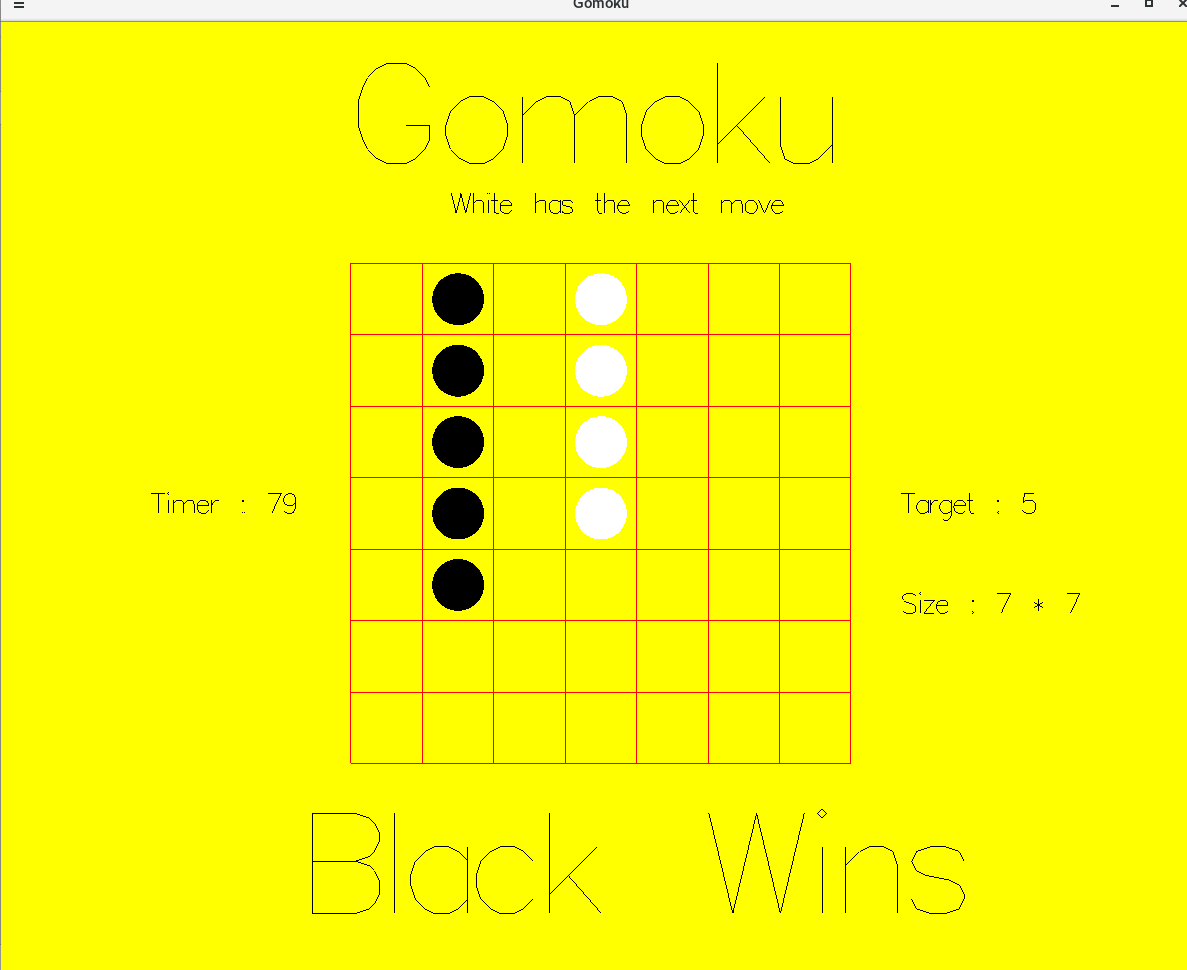 Gomoku
Gomoku
White has the next move
Timer : 79
Target : 5
Size : 7 * 7
Black Wins